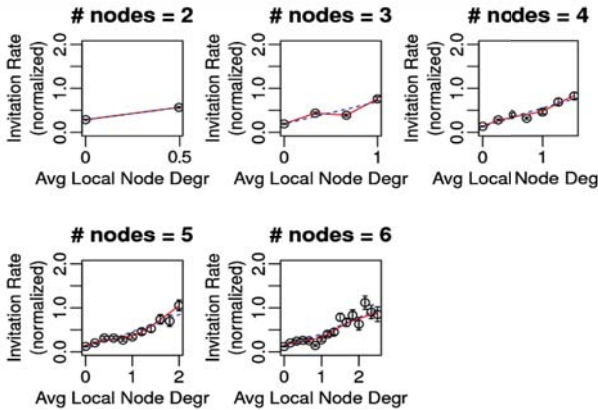 # nodes = 2
Invitation Rate
(normalized)
0.0 1.0 2.0
0 0.5
Avg Local Node Degr
# nodes = 3
Invitation Rate
(normalized)
0.0 1.0 2.0
0 1
Avg Local Node Degr
# nodes = 4
Invitation Rate
(normalized)
0.0 1.0 2.0
0 1
Avg Local Node Deg
# nodes = 5
Invitation Rate
(normalized)
0.0 1.0 2.0
0 1 2
Avg Local Node Degr
# nodes = 6
Invitation Rate
(normalized)
0.0 1.0 2.0
0 1 2
Avg Local Node Degr